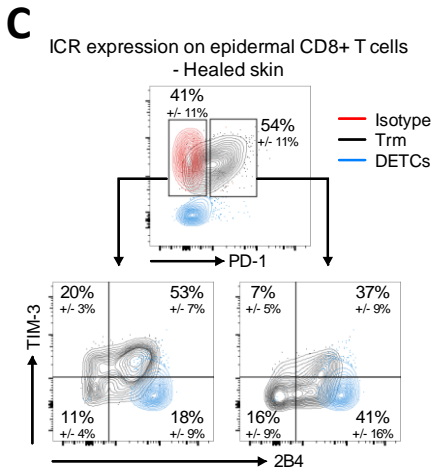 C
ICR expression on epidermal CD8+ T cells
- Healed skin
41%
+/- 11%
54%
+/- 11%
Isotype
Trm
DETCs
PD-1
20%
+/- 3%
53%
+/- 7%
7%
+/- 5%
37%
+/- 9%
TIM-3
11%
+/- 4%
18%
+/- 9%
16%
+/- 9%
41%
+/- 16%
2B4